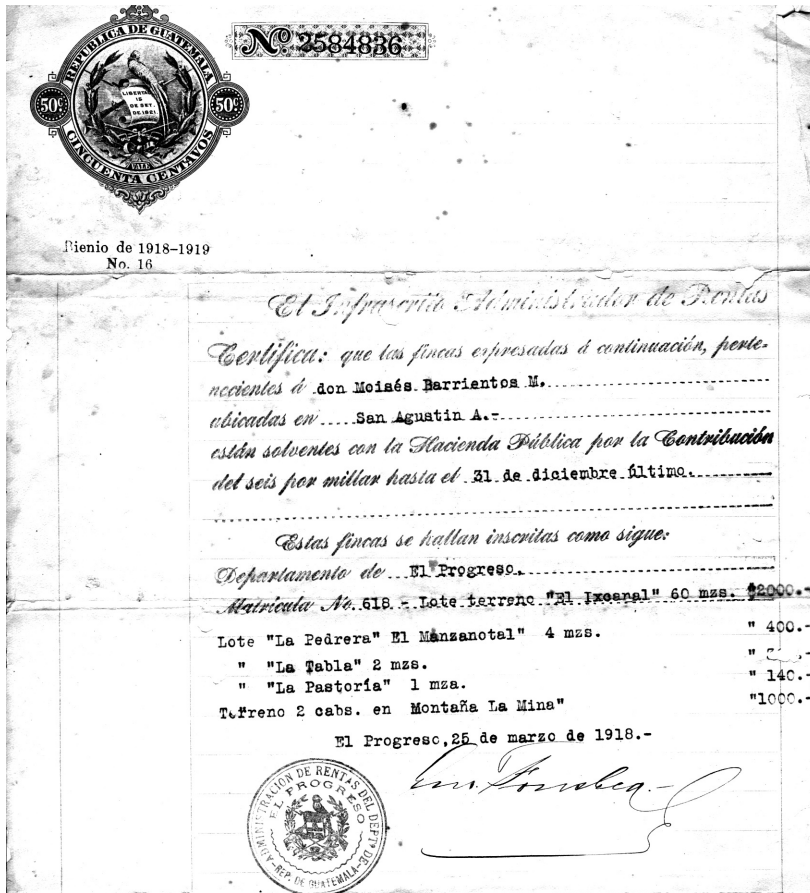 REPUBLICA DE GUATEMALA
50¢ 50¢
LIBERTAD
15
DE SET.
DE 1821
VALE
CINCUENTA CENTAVOS
Nº 2584836
Bienio de 1918-1919
No. 16
El Infrascrito Administrador de Rentas
Certifica: que las fincas expresadas á continuación, perte-
necientes á don Moisés Barrientos M.
ubicadas en San Agustin A.-
están solventes con la Hacienda Pública por la Contribución
del seis por millar hasta el 31 de diciembre último.
Estas fincas se hallan inscritas como sigue:
Departamento de El Progreso.
Matrícula No. 618 - Lote terreno "El Ixcanal" 60 mzs. $2000.-
Lote "La Pedrera" El Manzanotal" 4 mzs. " 400.-
" "La Tabla" 2 mzs. "
" "La Pastoría" 1 mza. " 140.-
Terreno 2 cabs. en Montaña La Mina" "1000.-
El Progreso, 25 de marzo de 1918.-
ADMINISTRACION DE RENTAS DEL DEPTº DE
EL PROGRESO
REP. DE GUATEMALA